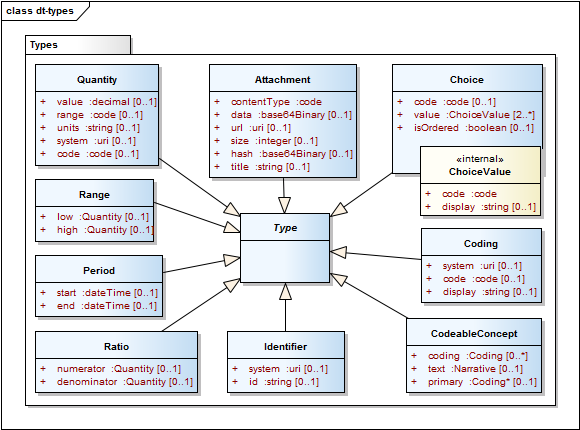 class dt-types
Types
Quantity
+ value :decimal [0..1]
+ range :code [0..1]
+ units :string [0..1]
+ system :uri [0..1]
+ code :code [0..1]
Attachment
+ contentType :code
+ data :base64Binary [0..1]
+ url :uri [0..1]
+ size :integer [0..1]
+ hash :base64Binary [0..1]
+ title :string [0..1]
Choice
+ code :code [0..1]
+ value :ChoiceValue [2..*]
+ isOrdered :boolean [0..1]
«internal»
ChoiceValue
+ code :code
+ display :string [0..1]
Range
+ low :Quantity [0..1]
+ high :Quantity [0..1]
Type
Coding
+ system :uri [0..1]
+ code :code [0..1]
+ display :string [0..1]
Period
+ start :dateTime [0..1]
+ end :dateTime [0..1]
Ratio
+ numerator :Quantity [0..1]
+ denominator :Quantity [0..1]
Identifier
+ system :uri [0..1]
+ id :string [0..1]
CodeableConcept
+ coding :Coding [0..*]
+ text :Narrative [0..1]
+ primary :Coding* [0..1]